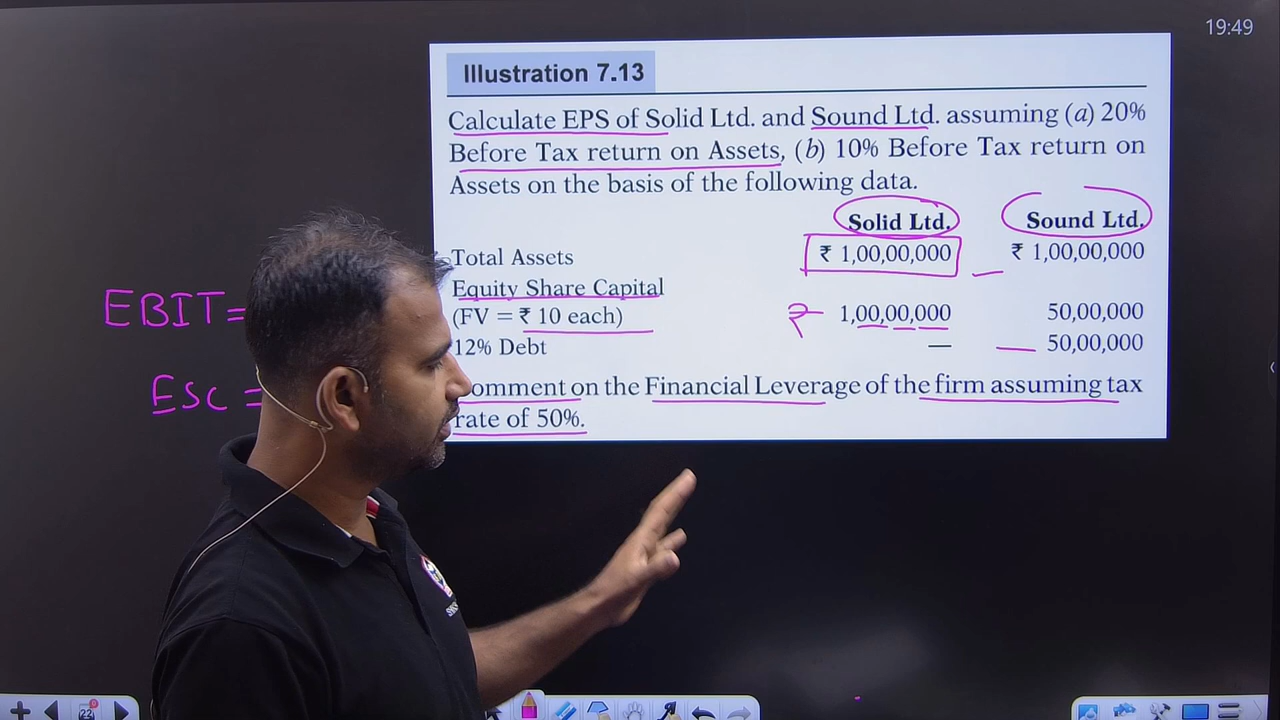 19:49
Illustration 7.13
Calculate EPS of Solid Ltd. and Sound Ltd. assuming (a) 20%
Before Tax return on Assets, (b) 10% Before Tax return on
Assets on the basis of the following data.
Solid Ltd. Sound Ltd.
Total Assets ₹ 1,00,00,000 ₹ 1,00,00,000
Equity Share Capital
(FV = ₹ 10 each) ₹ 1,00,00,000 50,00,000
12% Debt — 50,00,000
omment on the Financial Leverage of the firm assuming tax
rate of 50%.
EBIT=
ESC =
22